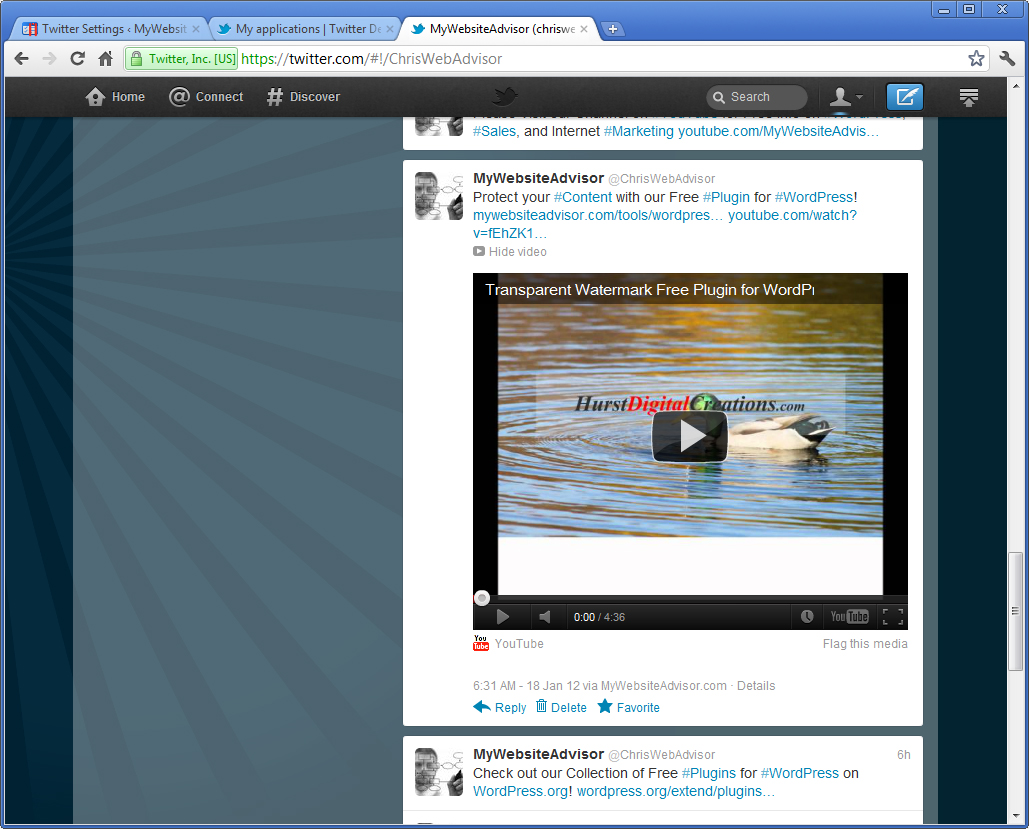 Twitter Settings ‹ MyWebsit
My applications | Twitter De
MyWebsiteAdvisor (chriswe
Twitter, Inc. [US] https://twitter.com/#!/ChrisWebAdvisor
Home
Connect
Discover
Search
#Sales, and Internet #Marketing youtube.com/MyWebsiteAdvis…
MyWebsiteAdvisor @ChrisWebAdvisor
Protect your #Content with our Free #Plugin for #WordPress!
mywebsiteadvisor.com/tools/wordpres… youtube.com/watch?
v=fEhZK1…
Hide video
Transparent Watermark Free Plugin for WordPr
HurstDigitalCreations.com
0:00 / 4:36
YouTube
You
Tube
YouTube
Flag this media
6:31 AM - 18 Jan 12 via MyWebsiteAdvisor.com · Details
Reply
Delete
Favorite
MyWebsiteAdvisor @ChrisWebAdvisor
6h
Check out our Collection of Free #Plugins for #WordPress on
WordPress.org! wordpress.org/extend/plugins…